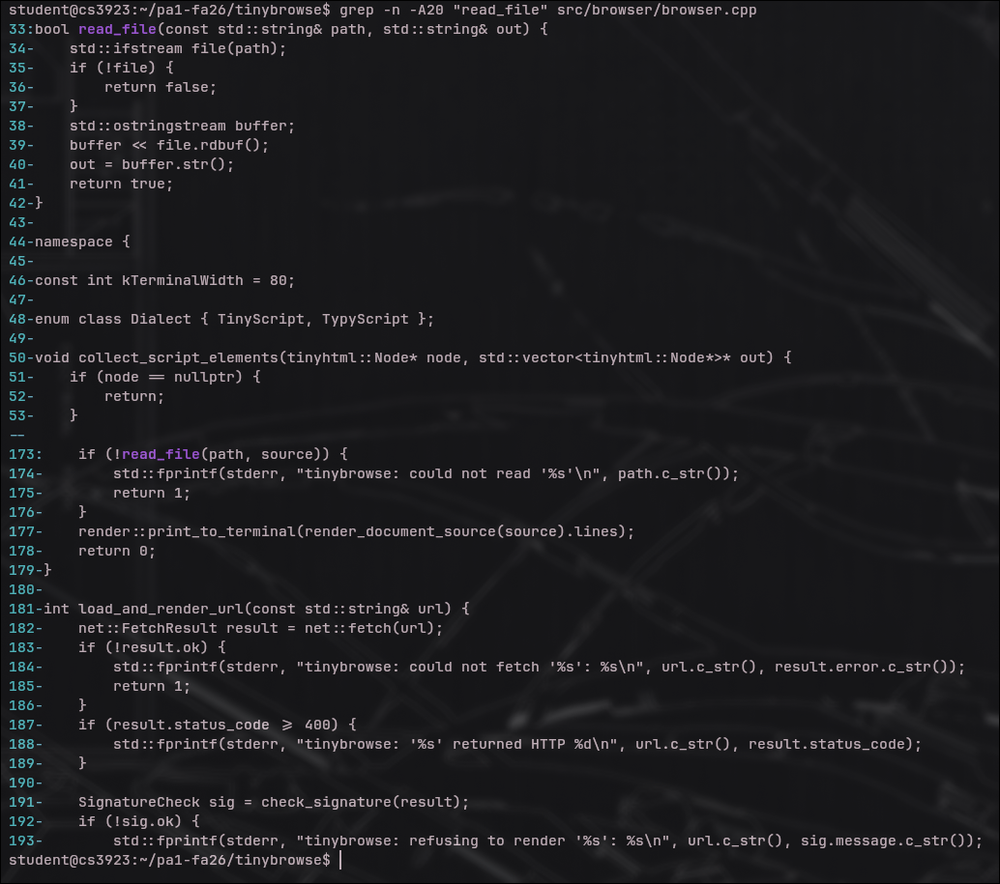 student@cs3923:~/pa1-fa26/tinybrowse$ grep -n -A20 "read_file" src/browser/browser.cpp
33:bool read_file(const std::string& path, std::string& out) {
34-    std::ifstream file(path);
35-    if (!file) {
36-        return false;
37-    }
38-    std::ostringstream buffer;
39-    buffer << file.rdbuf();
40-    out = buffer.str();
41-    return true;
42-}
43-
44-namespace {
45-
46-const int kTerminalWidth = 80;
47-
48-enum class Dialect { TinyScript, TypyScript };
49-
50-void collect_script_elements(tinyhtml::Node* node, std::vector<tinyhtml::Node*>* out) {
51-    if (node == nullptr) {
52-        return;
53-    }
--
173:    if (!read_file(path, source)) {
174-        std::fprintf(stderr, "tinybrowse: could not read '%s'\n", path.c_str());
175-        return 1;
176-    }
177-    render::print_to_terminal(render_document_source(source).lines);
178-    return 0;
179-}
180-
181-int load_and_render_url(const std::string& url) {
182-    net::FetchResult result = net::fetch(url);
183-    if (!result.ok) {
184-        std::fprintf(stderr, "tinybrowse: could not fetch '%s': %s\n", url.c_str(), result.error.c_str());
185-        return 1;
186-    }
187-    if (result.status_code >= 400) {
188-        std::fprintf(stderr, "tinybrowse: '%s' returned HTTP %d\n", url.c_str(), result.status_code);
189-    }
190-
191-    SignatureCheck sig = check_signature(result);
192-    if (!sig.ok) {
193-        std::fprintf(stderr, "tinybrowse: refusing to render '%s': %s\n", url.c_str(), sig.message.c_str());
student@cs3923:~/pa1-fa26/tinybrowse$